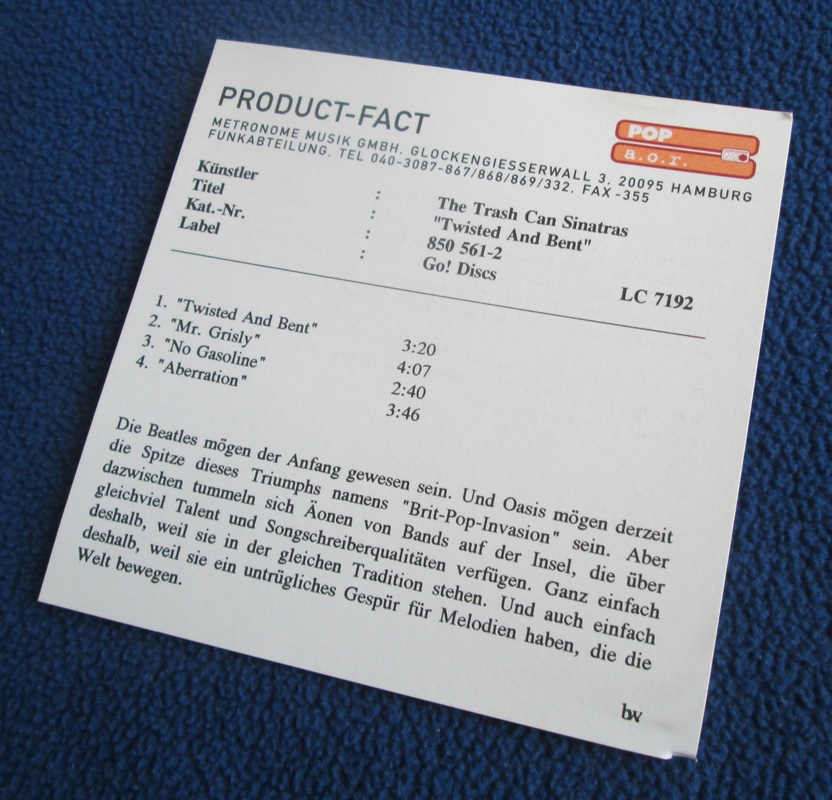 PRODUCT-FACT
POP
a.o.r.
METRONOME MUSIK GMBH. GLOCKENGIESSERWALL 3. 20095 HAMBURG
FUNKABTEILUNG. TEL 040-3087-867/868/869/332. FAX -355
Künstler : The Trash Can Sinatras
Titel : "Twisted And Bent"
Kat.-Nr. : 850 561-2
Label : Go! Discs
LC 7192
1. "Twisted And Bent" 3:20
2. "Mr. Grisly" 4:07
3. "No Gasoline" 2:40
4. "Aberration" 3:46
Die Beatles mögen der Anfang gewesen sein. Und Oasis mögen derzeit
die Spitze dieses Triumphs namens "Brit-Pop-Invasion" sein. Aber
dazwischen tummeln sich Äonen von Bands auf der Insel, die über
gleichviel Talent und Songschreiberqualitäten verfügen. Ganz einfach
deshalb, weil sie in der gleichen Tradition stehen. Und auch einfach
deshalb, weil sie ein untrügliches Gespür für Melodien haben, die die
Welt bewegen.
bw